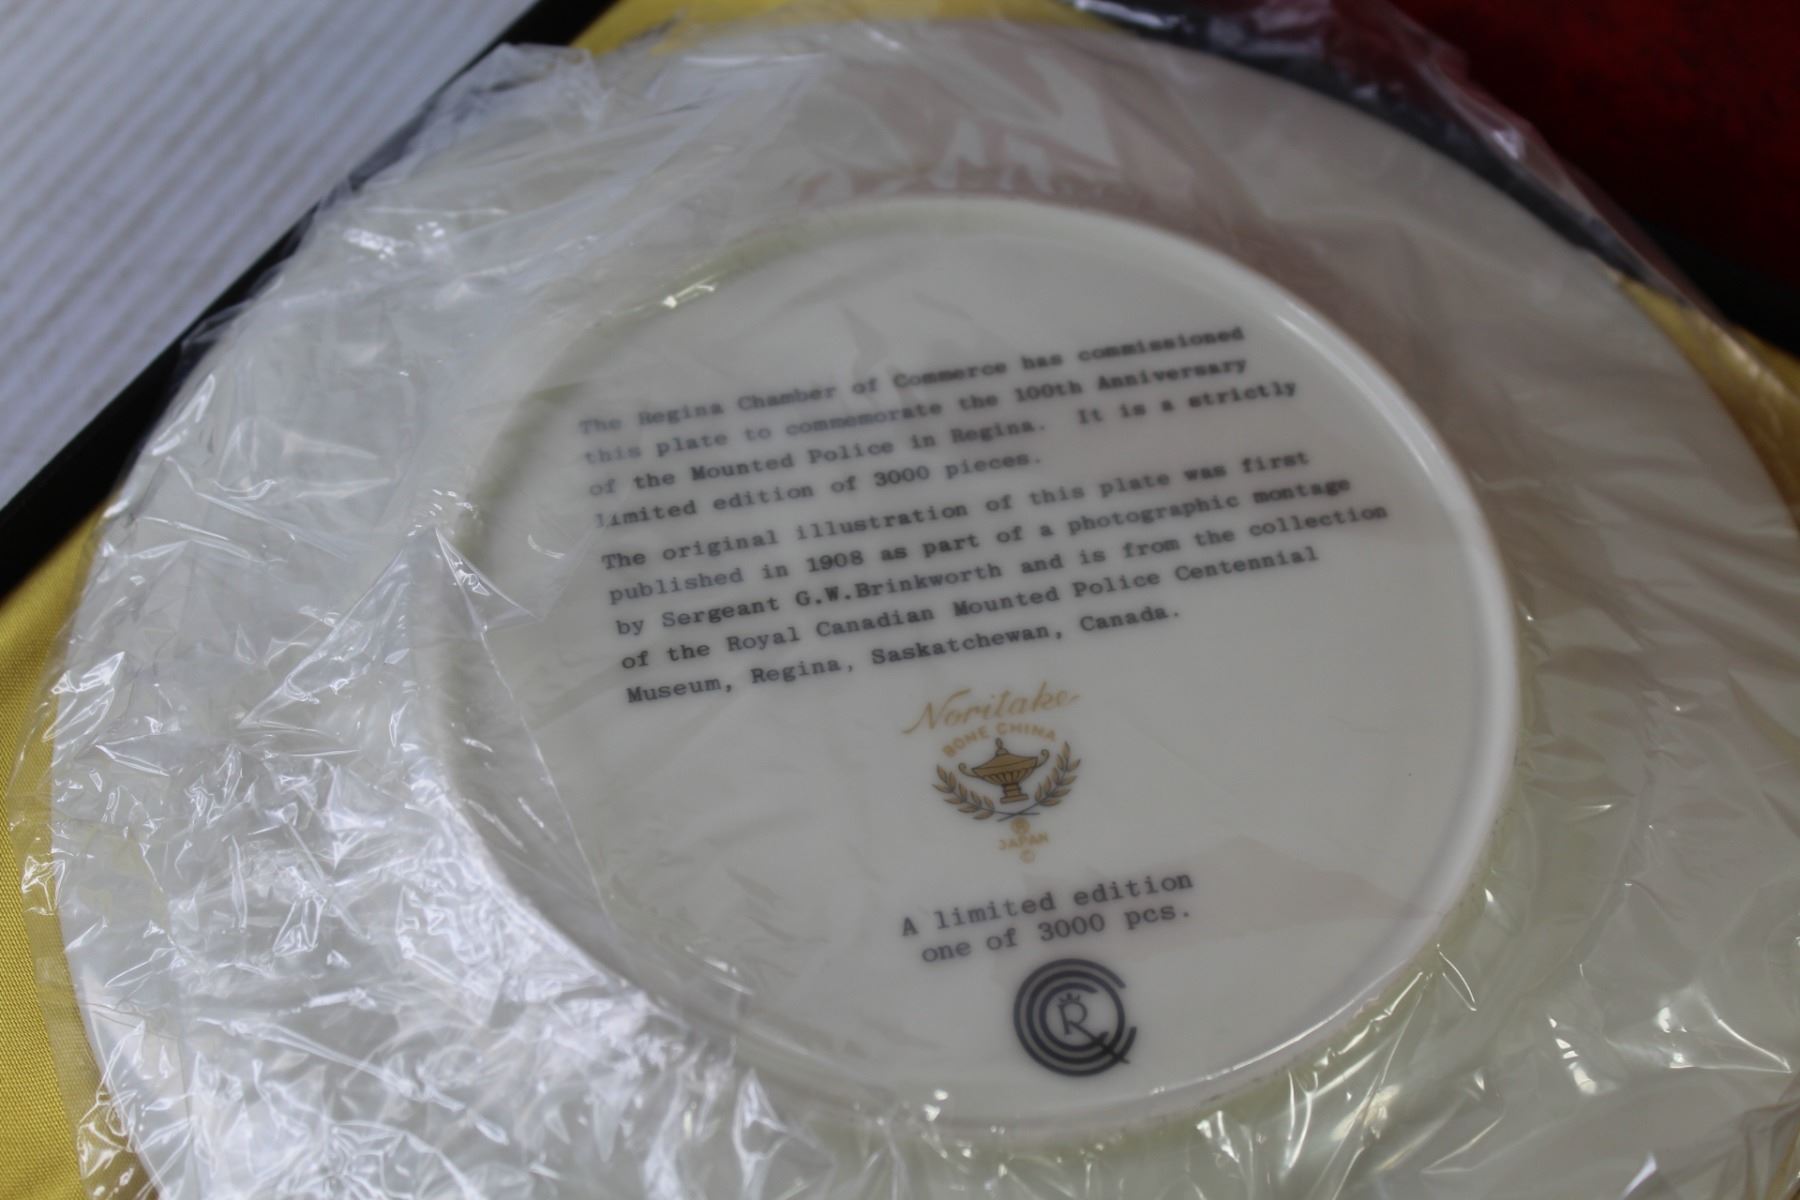 The Regina Chamber of Commerce has commissioned
this plate to commemorate the 100th Anniversary
of the Mounted Police in Regina. It is a strictly
limited edition of 3000 pieces.
The original illustration of this plate was first
published in 1908 as part of a photographic montage
by Sergeant G.W.Brinkworth and is from the collection
of the Royal Canadian Mounted Police Centennial
Museum, Regina, Saskatchewan, Canada.
Noritake
BONE CHINA
®
JAPAN
©
A limited edition
one of 3000 pcs.
R